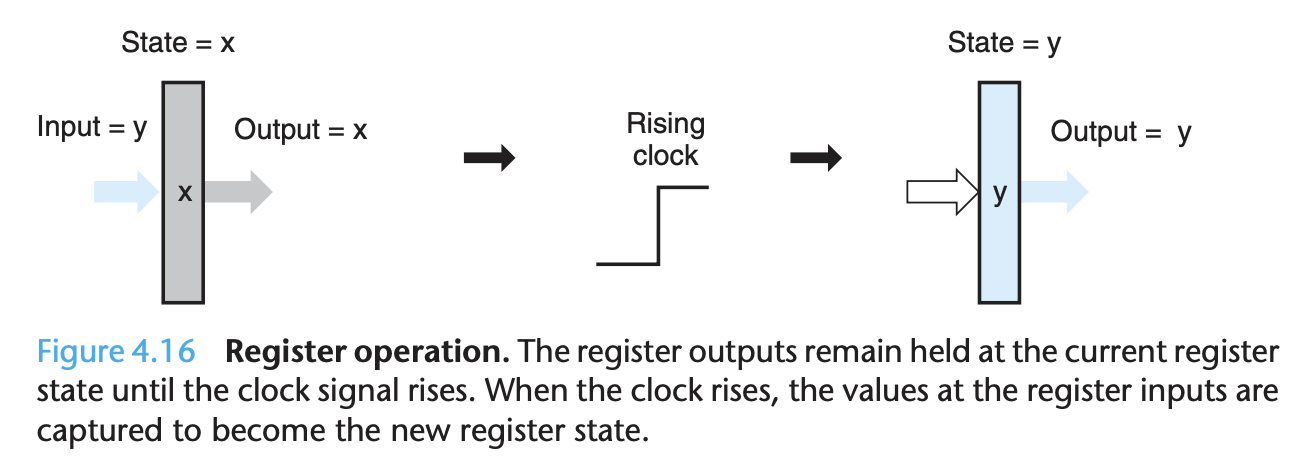 State = x
State = y
Input = y
Output = x
Rising
clock
Output = y
x
y
Figure 4.16 Register operation. The register outputs remain held at the current register
state until the clock signal rises. When the clock rises, the values at the register inputs are
captured to become the new register state.